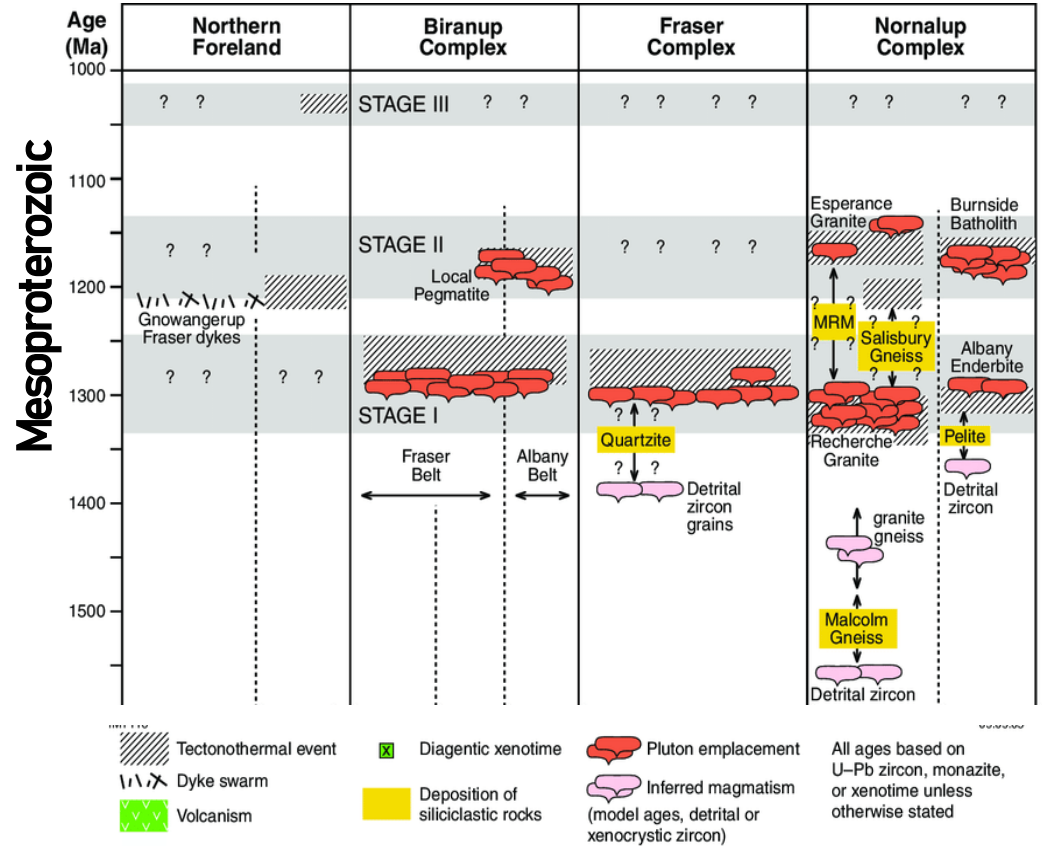 Age
(Ma)
Northern
Foreland
Biranup
Complex
Fraser
Complex
Nornalup
Complex
Mesoproterozoic
1000
1100
1200
1300
1400
1500
? ?
STAGE III
? ?
? ? ? ?
? ?
? ?
? ?
STAGE II
? ? ? ?
Esperance
Granite
Burnside
Batholith
Local
Pegmatite
Gnowangerup
Fraser dykes
? ?
MRM
? ?
? ?
Salisbury
Gneiss
? ?
Albany
Enderbite
? ? ? ?
STAGE I
? ?
Quartzite
? ?
Recherche
Granite
Pelite
Fraser
Belt
Albany
Belt
Detrital
zircon
grains
Detrital
zircon
granite
gneiss
Malcolm
Gneiss
Detrital zircon
Tectonothermal event
Dyke swarm
Volcanism
X
Diagentic xenotime
Deposition of
siliciclastic rocks
Pluton emplacement
Inferred magmatism
(model ages, detrital or
xenocrystic zircon)
All ages based on
U–Pb zircon, monazite,
or xenotime unless
otherwise stated